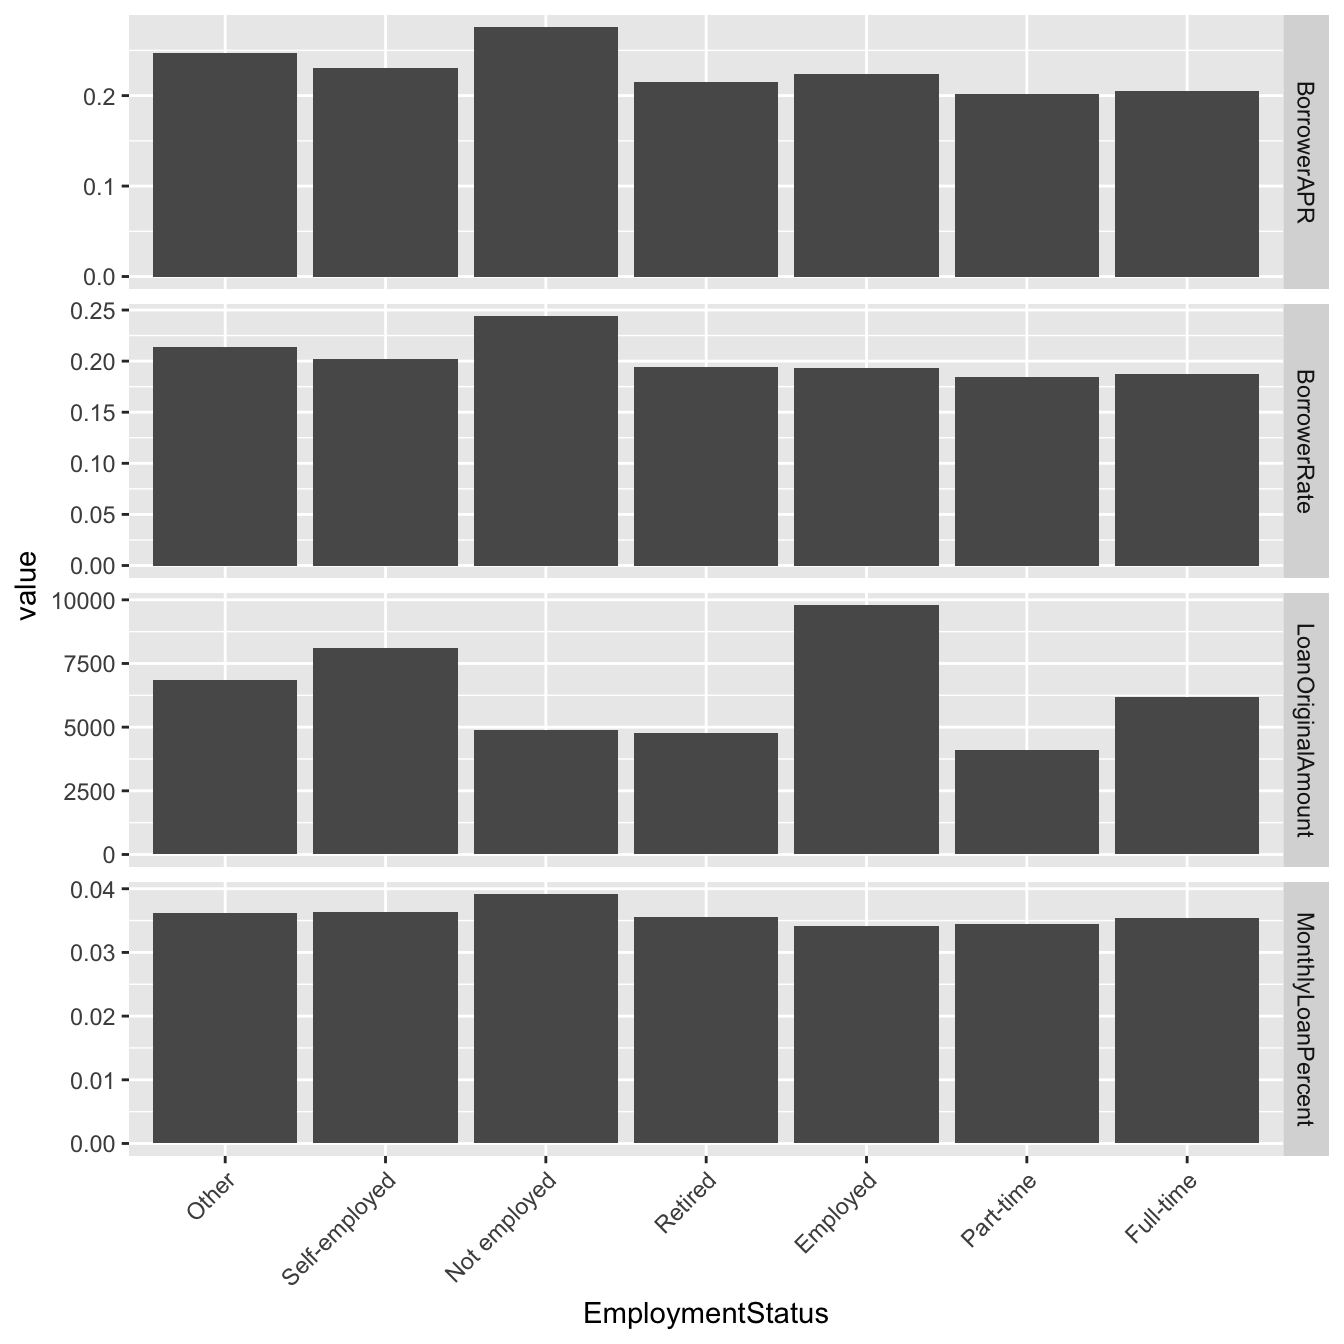 0.2
0.1
0.0
BorrowerAPR
0.25
0.20
0.15
0.10
0.05
0.00
BorrowerRate
value
10000
7500
5000
2500
0
LoanOriginalAmount
0.04
0.03
0.02
0.01
0.00
MonthlyLoanPercent
Other
Self-employed
Not employed
Retired
Employed
Part-time
Full-time
EmploymentStatus